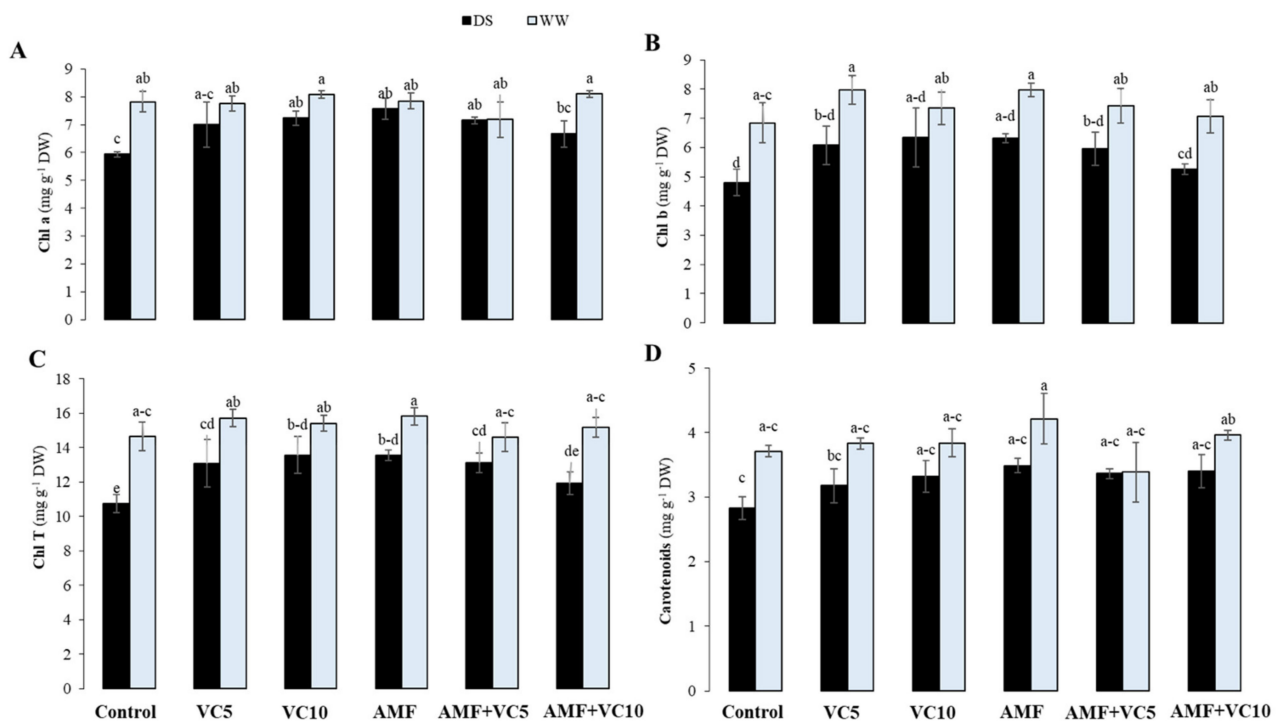 DS WW
A
Chl a (mg g-1 DW)
9
8
7
6
5
4
3
2
1
0
c ab a-c ab ab a ab ab ab ab bc a
B
Chl b (mg g-1 DW)
9
8
7
6
5
4
3
2
1
0
d a-c b-d a a-d ab a-d a b-d ab cd ab
C
Chl T (mg g-1 DW)
18
16
14
12
10
8
6
4
2
0
e a-c cd ab b-d ab b-d a cd a-c de a-c
Control VC5 VC10 AMF AMF+VC5 AMF+VC10
D
Carotenoids (mg g-1 DW)
5
4
3
2
1
0
c a-c bc a-c a-c a-c a-c a a-c a-c a-c ab
Control VC5 VC10 AMF AMF+VC5 AMF+VC10